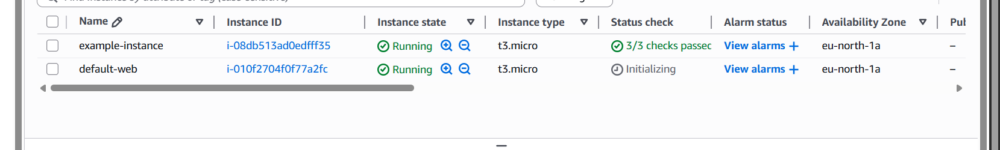 Name Instance ID Instance state Instance type Status check Alarm status Availability Zone Pub
example-instance i-08db513ad0edfff35 Running t3.micro 3/3 checks passed View alarms + eu-north-1a –
default-web i-010f2704f0f77a2fc Running t3.micro Initializing View alarms + eu-north-1a –